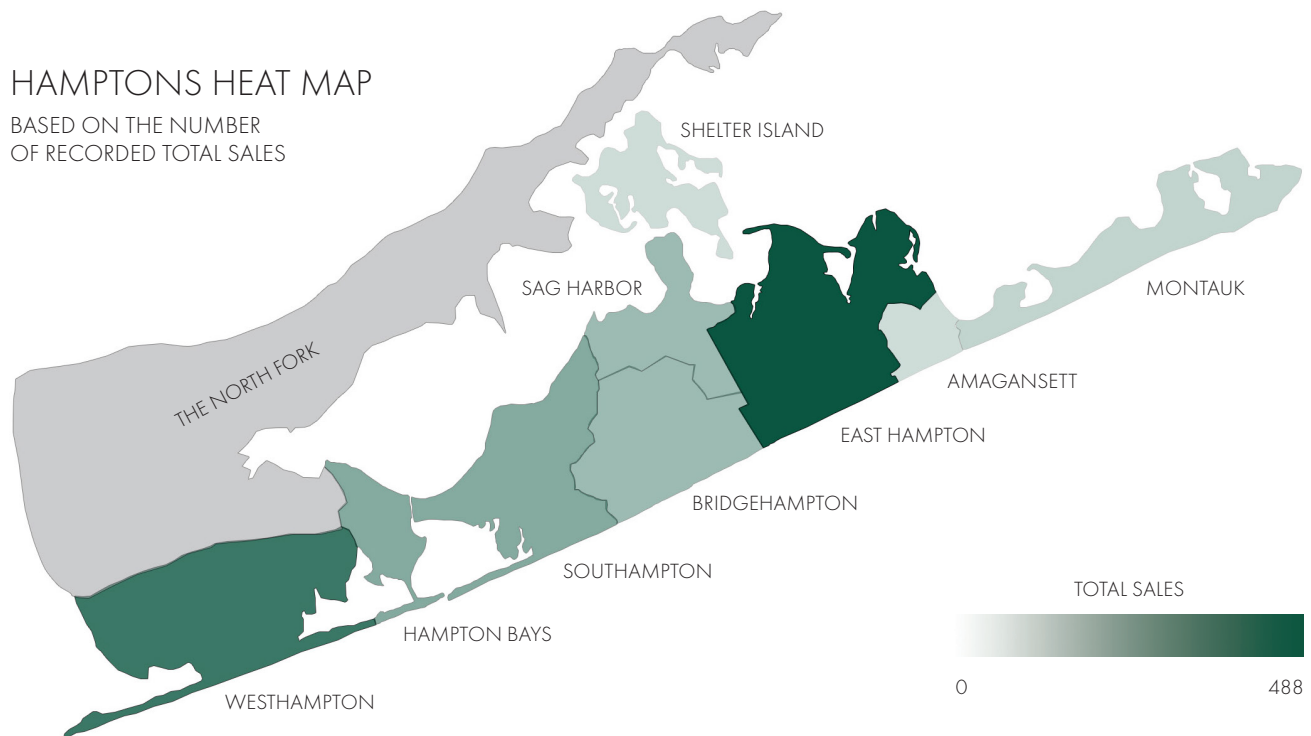 HAMPTONS HEAT MAP
BASED ON THE NUMBER
OF RECORDED TOTAL SALES
SHELTER ISLAND
SAG HARBOR
MONTAUK
THE NORTH FORK
AMAGANSETT
EAST HAMPTON
BRIDGEHAMPTON
SOUTHAMPTON
HAMPTON BAYS
WESTHAMPTON
TOTAL SALES
0 488